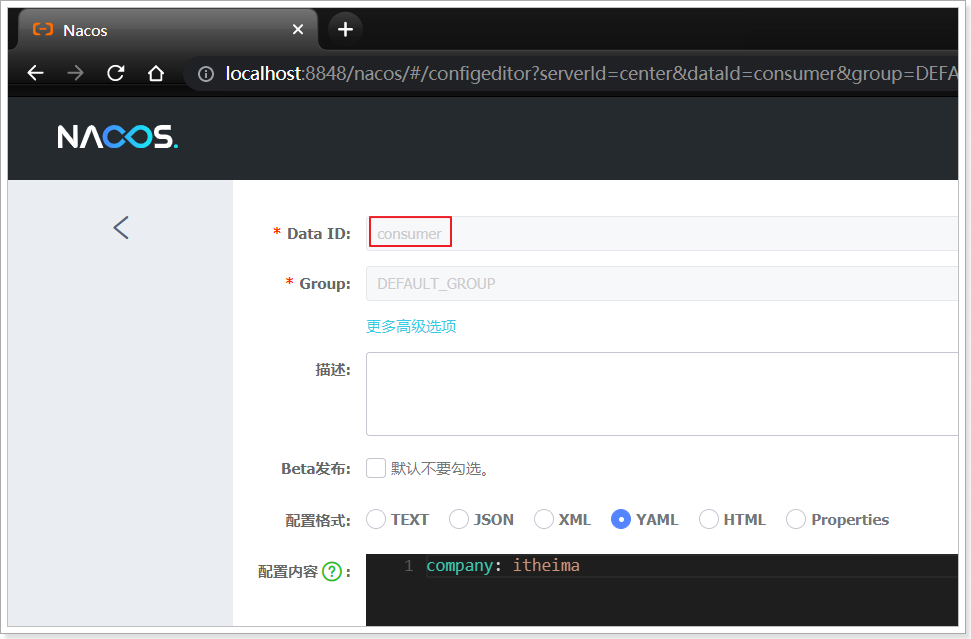 Nacos
localhost:8848/nacos/#/configeditor?serverId=center&dataId=consumer&group=DEFA
NACOS.
* Data ID: consumer
* Group: DEFAULT_GROUP
更多高级选项
描述:
Beta发布: 默认不要勾选。
配置格式: TEXT JSON XML YAML HTML Properties
配置内容 ? : 1 company: itheima